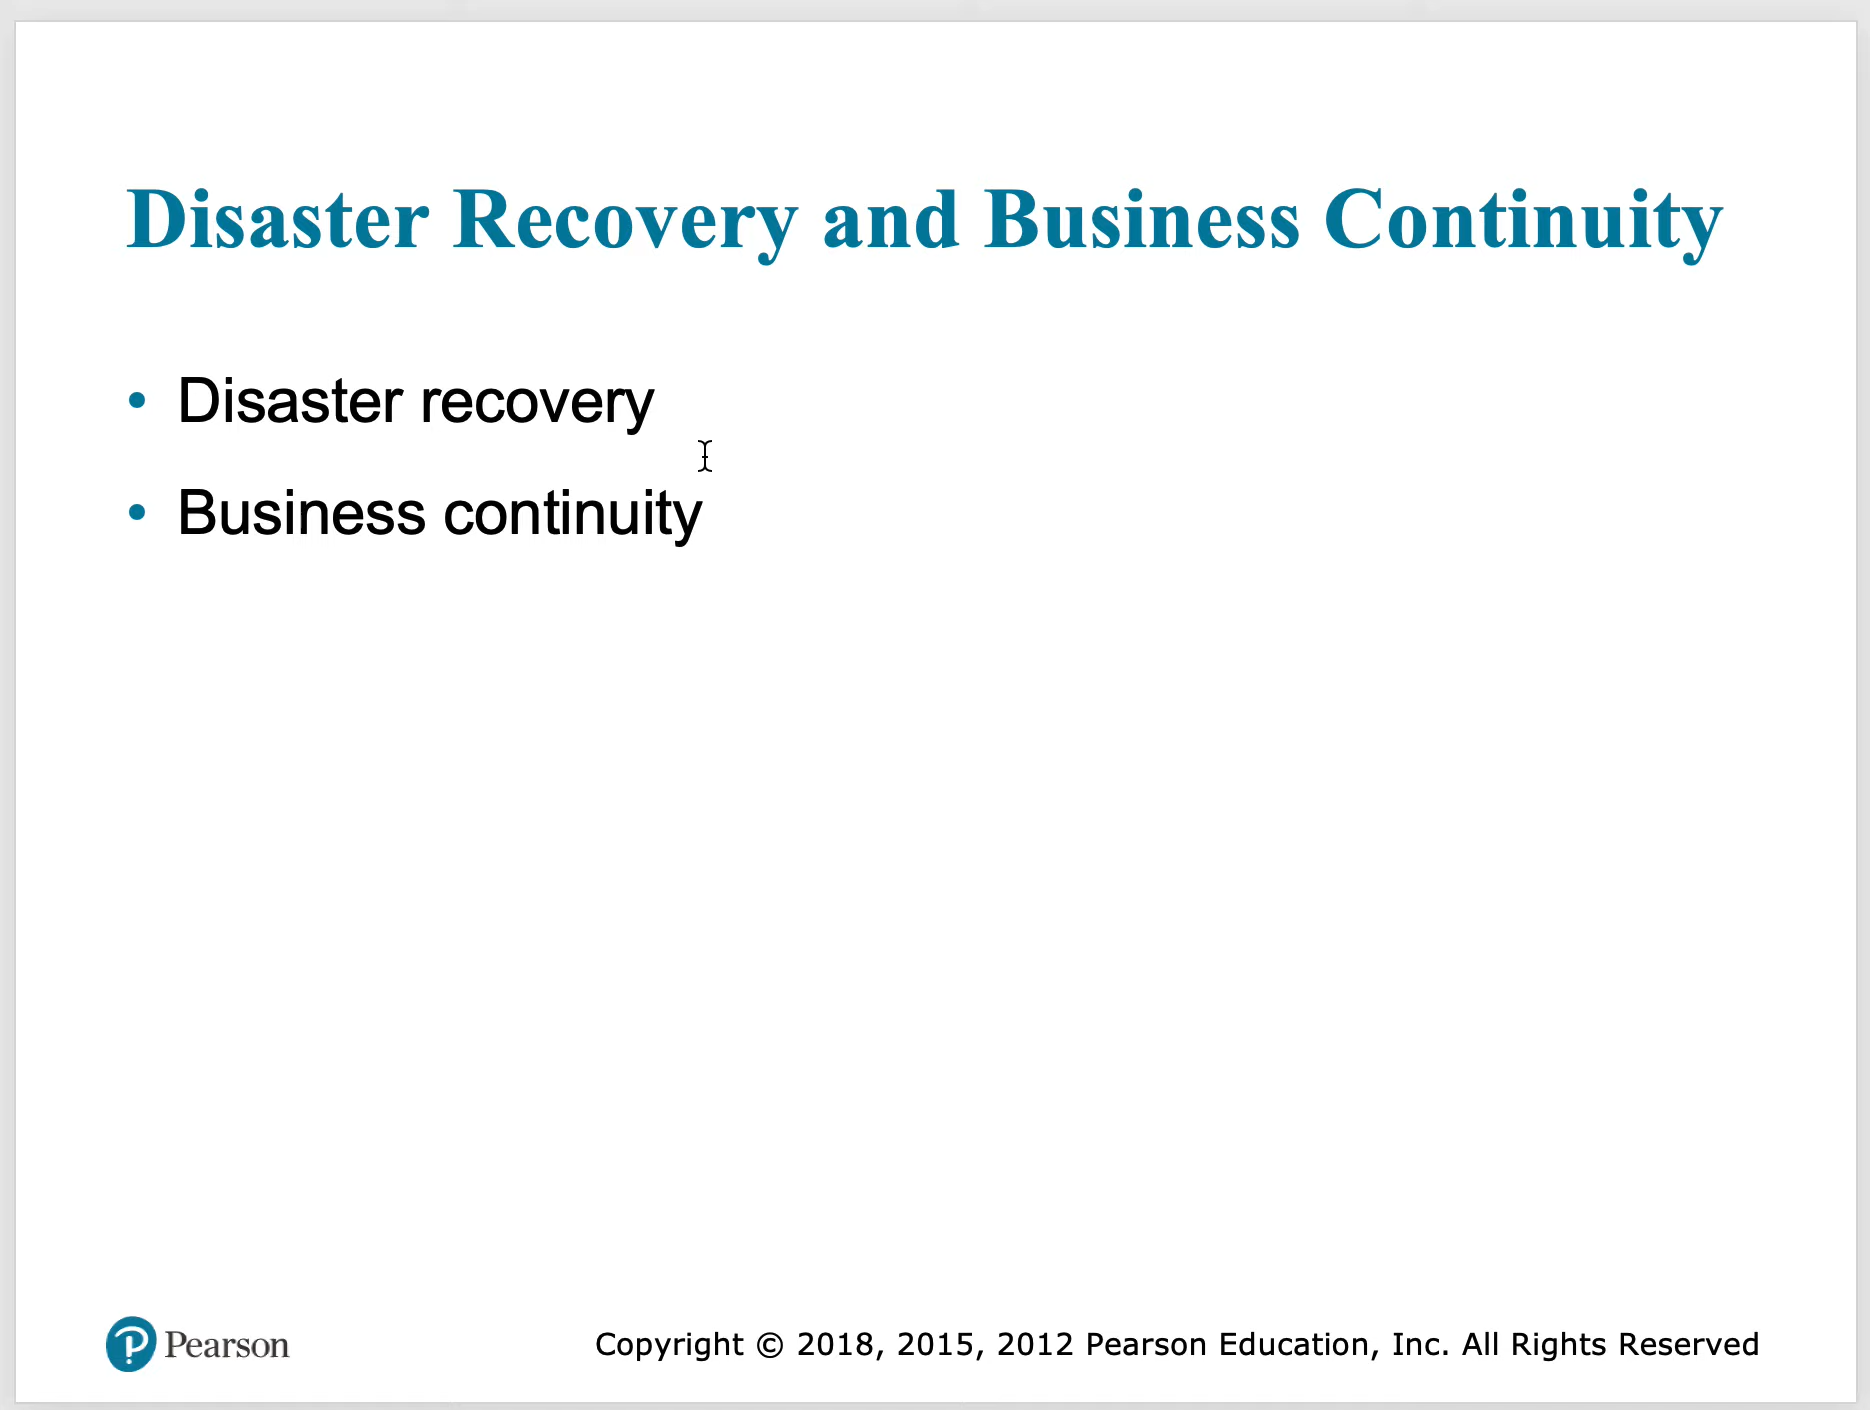 Disaster Recovery and Business Continuity
• Disaster recovery
• Business continuity
Pearson
Copyright © 2018, 2015, 2012 Pearson Education, Inc. All Rights Reserved